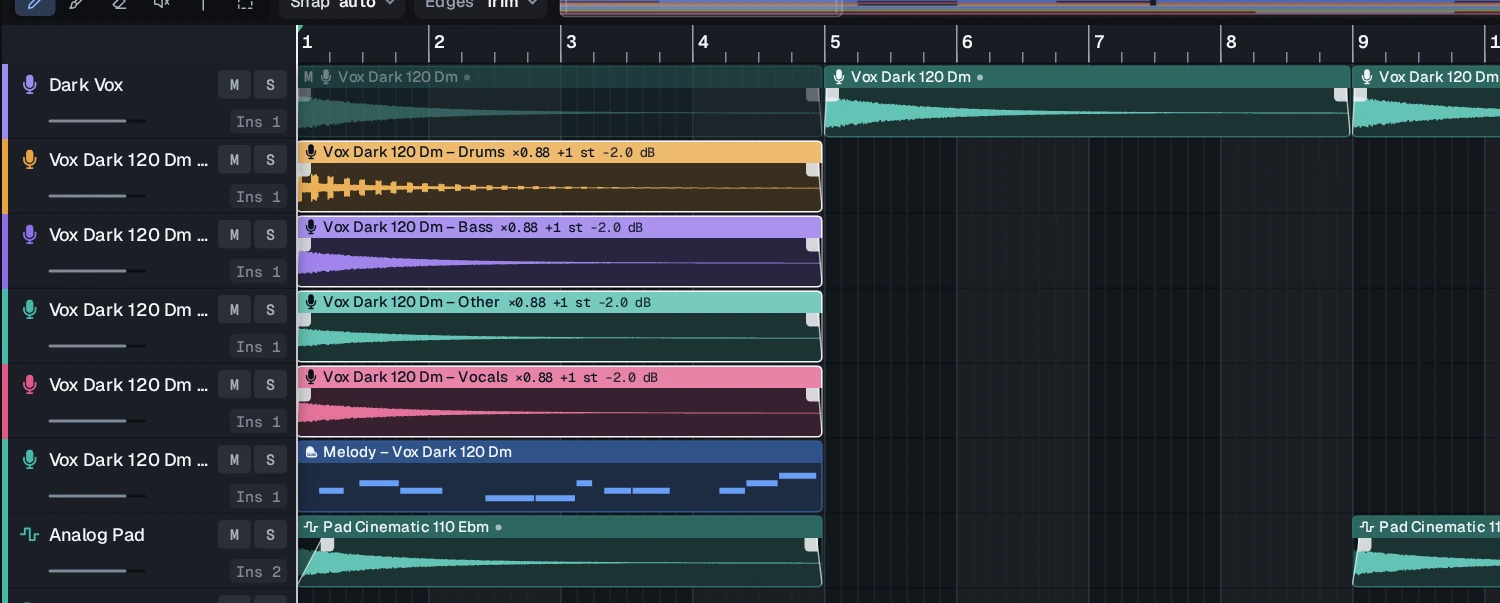 Snap auto Edges Trim
1 2 3 4 5 6 7 8 9 1
Dark Vox M S
Ins 1
M Vox Dark 120 Dm
Vox Dark 120 Dm
Vox Dark 120 Dm
Vox Dark 120 Dm ... M S
Ins 1
Vox Dark 120 Dm – Drums ×0.88 +1 st -2.0 dB
Vox Dark 120 Dm ... M S
Ins 1
Vox Dark 120 Dm – Bass ×0.88 +1 st -2.0 dB
Vox Dark 120 Dm ... M S
Ins 1
Vox Dark 120 Dm – Other ×0.88 +1 st -2.0 dB
Vox Dark 120 Dm ... M S
Ins 1
Vox Dark 120 Dm – Vocals ×0.88 +1 st -2.0 dB
Vox Dark 120 Dm ... M S
Ins 1
Melody – Vox Dark 120 Dm
Analog Pad M S
Ins 2
Pad Cinematic 110 Ebm
Pad Cinematic 11